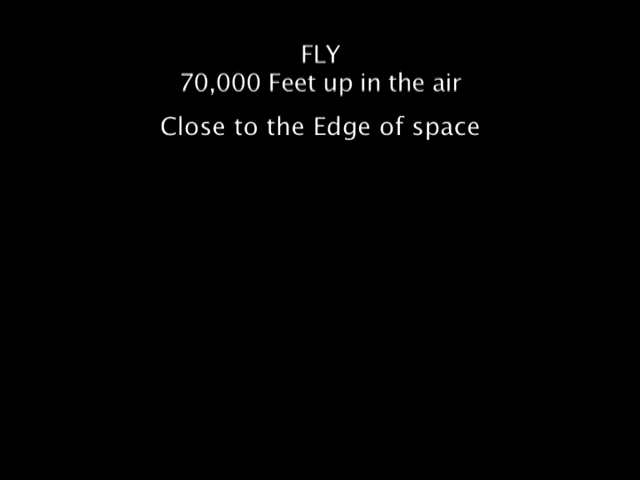 FLY
70,000 Feet up in the air
Close to the Edge of space